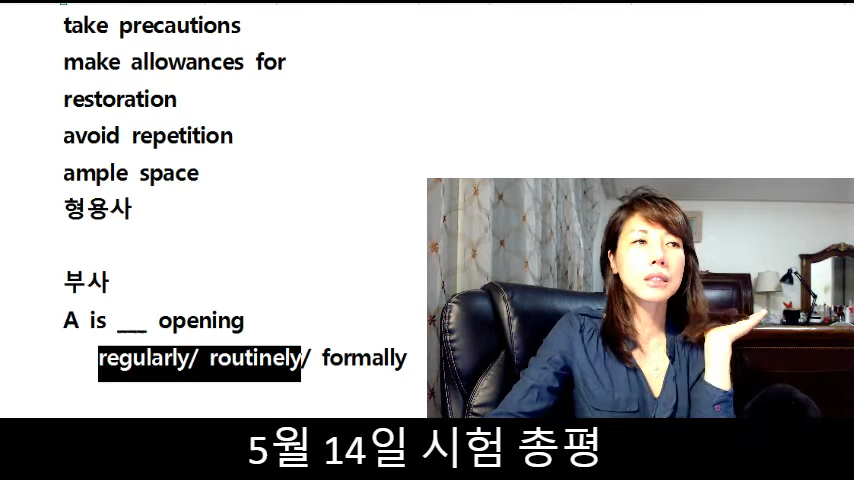 take precautions
make allowances for
restoration
avoid repetition
ample space
형용사
부사
A is ___ opening
regularly/ routinely/ formally
5월 14일 시험 총평